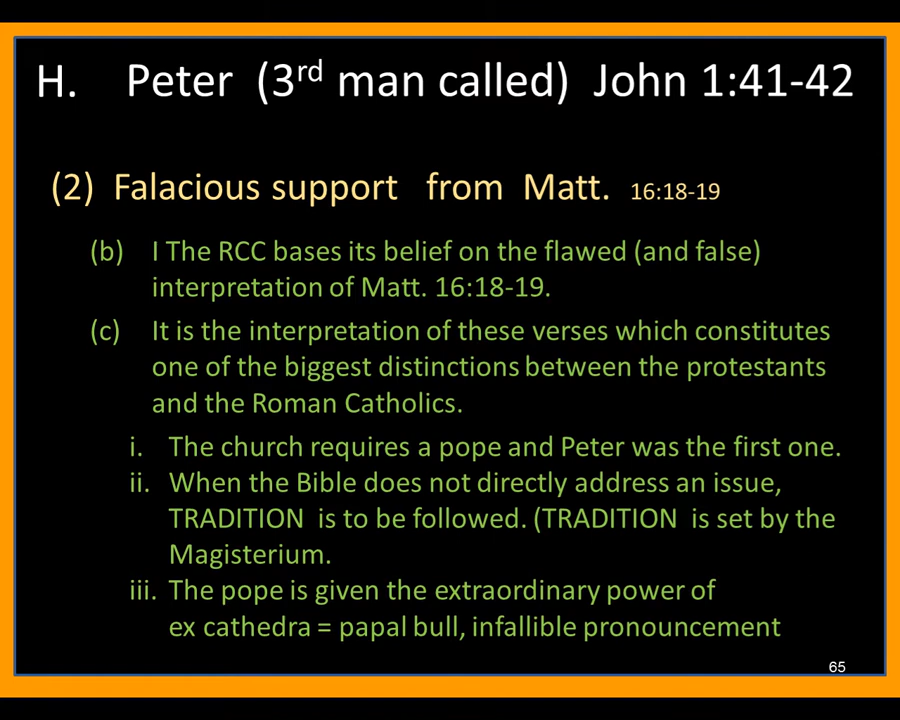 H. Peter (3rd man called) John 1:41-42
(2) Falacious support from Matt. 16:18-19
(b) I The RCC bases its belief on the flawed (and false)
interpretation of Matt. 16:18-19.
(c) It is the interpretation of these verses which constitutes
one of the biggest distinctions between the protestants
and the Roman Catholics.
i. The church requires a pope and Peter was the first one.
ii. When the Bible does not directly address an issue,
TRADITION is to be followed. (TRADITION is set by the
Magisterium.
iii. The pope is given the extraordinary power of
ex cathedra = papal bull, infallible pronouncement
65